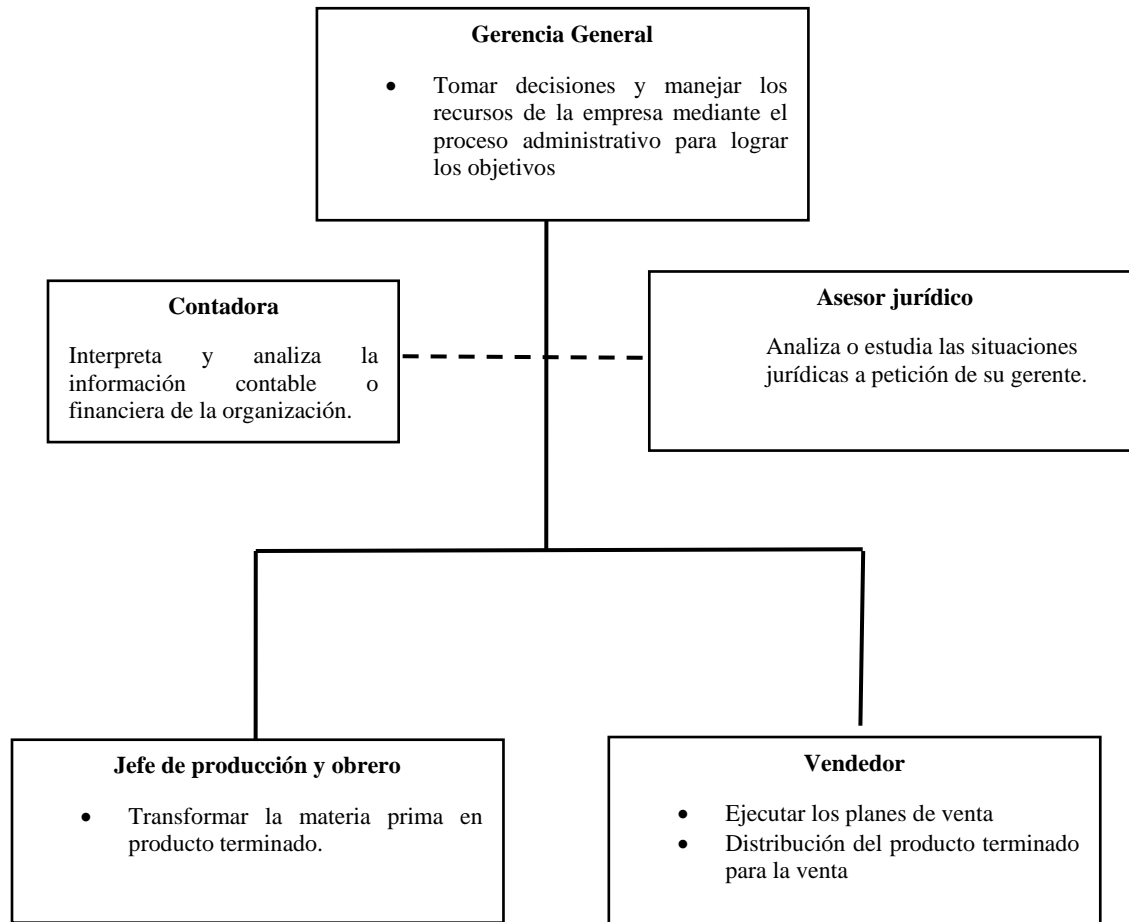 Gerencia General
• Tomar decisiones y manejar los
recursos de la empresa mediante el
proceso administrativo para lograr
los objetivos
Contadora
Interpreta y analiza la
información contable o
financiera de la organización.
Asesor jurídico
Analiza o estudia las situaciones
jurídicas a petición de su gerente.
Jefe de producción y obrero
• Transformar la materia prima en
producto terminado.
Vendedor
• Ejecutar los planes de venta
• Distribución del producto terminado
para la venta